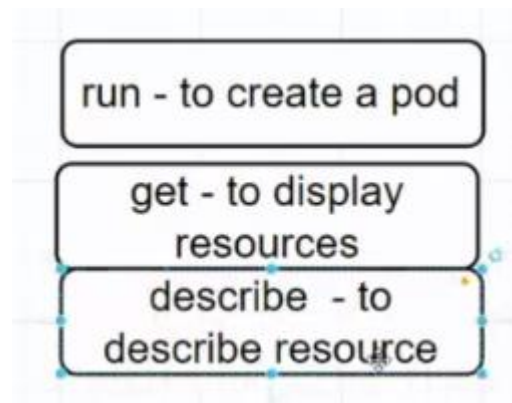 run - to create a pod
get - to display
resources
describe - to
describe resource